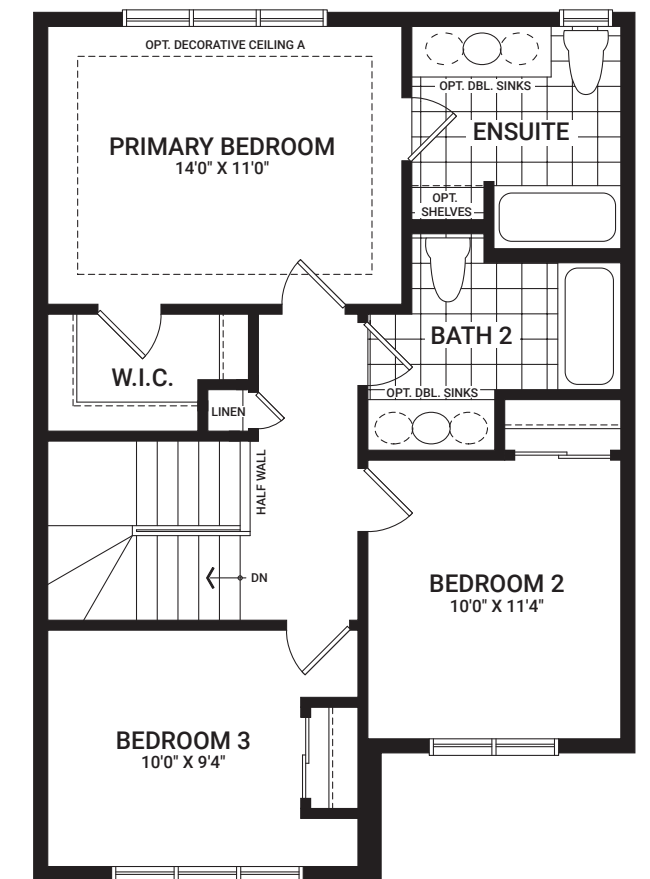 OPT. DECORATIVE CEILING A
PRIMARY BEDROOM
14'0" X 11'0"
OPT. DBL. SINKS
ENSUITE
OPT.
SHELVES
BATH 2
OPT. DBL. SINKS
W.I.C.
LINEN
HALF WALL
DN
BEDROOM 2
10'0" X 11'4"
BEDROOM 3
10'0" X 9'4"